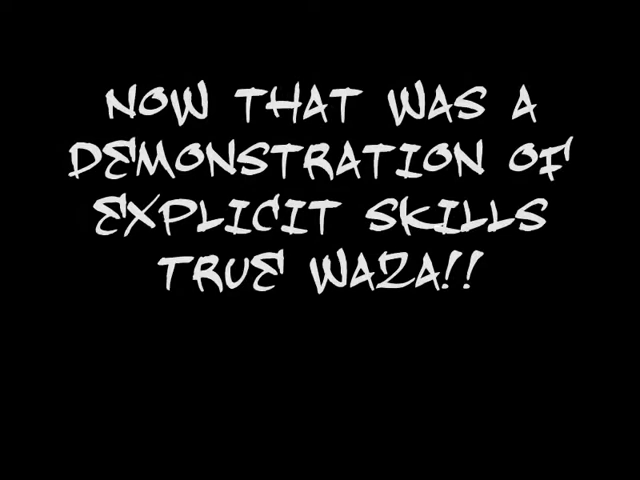 NOW THAT WAS A
DEMONSTRATION OF
EXPLICIT SKILLS
TRUE WAZA!!